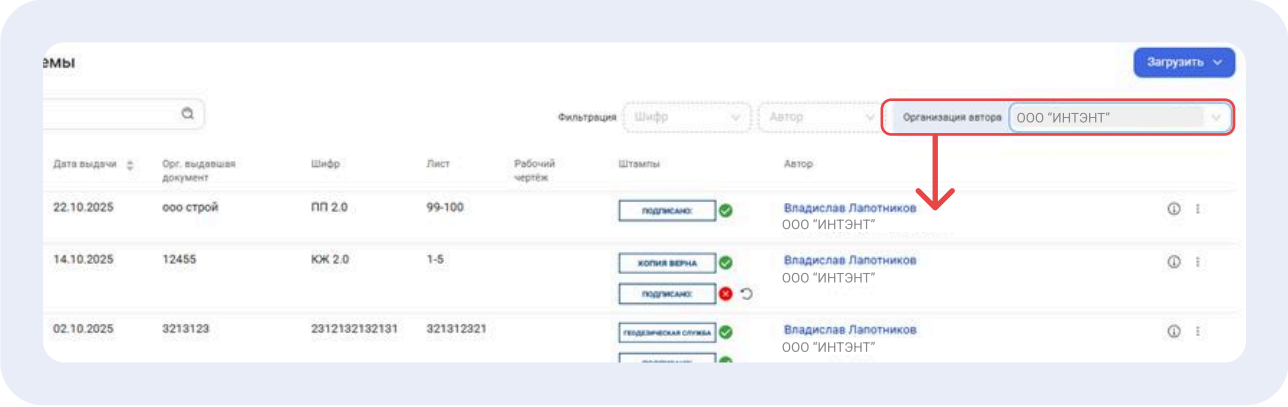 емы
Загрузить
Фильтрация Шифр Автор Организация автора ООО "ИНТЭНТ"
Дата выдачи Орг. выдавшая документ Шифр Лист Рабочий чертёж Штампы Автор
22.10.2025 ооо строй ПП 2.0 99-100 ПОДПИСАНО: Владислав Лапотников
ООО "ИНТЭНТ"
14.10.2025 12455 КЖ 2.0 1-5 КОПИЯ ВЕРНА Владислав Лапотников
ООО "ИНТЭНТ"
ПОДПИСАНО:
02.10.2025 3213123 2312132132131 321312321 ГЕОДЕЗИЧЕСКАЯ СЛУЖБА Владислав Лапотников
ООО "ИНТЭНТ"